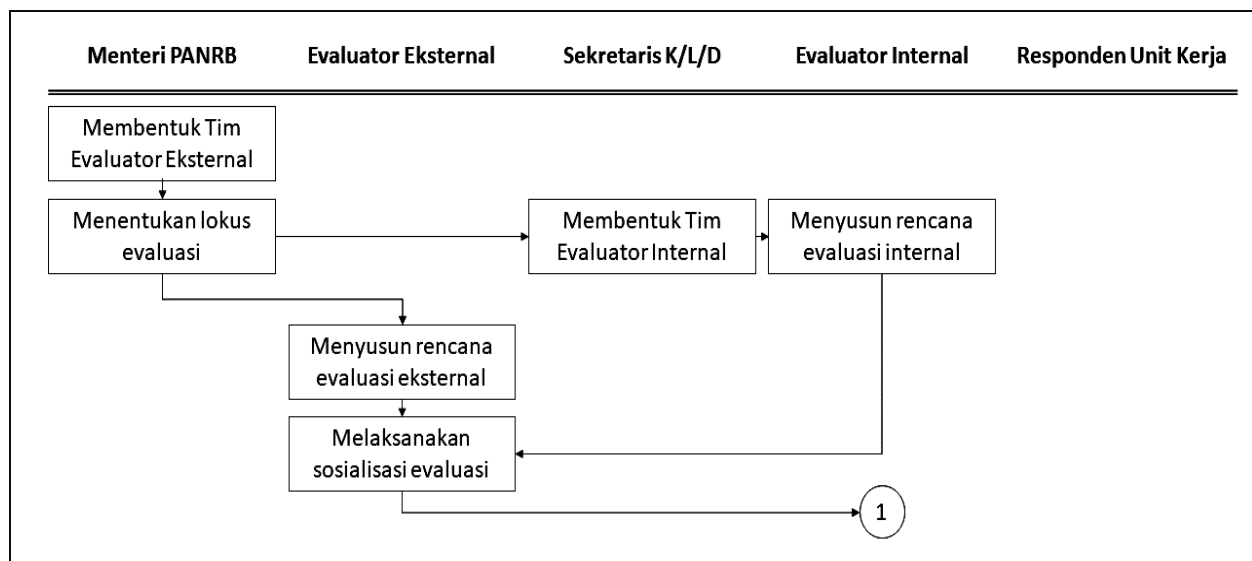 Menteri PANRB Evaluator Eksternal Sekretaris K/L/D Evaluator Internal Responden Unit Kerja
Membentuk Tim
Evaluator Eksternal
Menentukan lokus
evaluasi
Membentuk Tim
Evaluator Internal
Menyusun rencana
evaluasi internal
Menyusun rencana
evaluasi eksternal
Melaksanakan
sosialisasi evaluasi
1